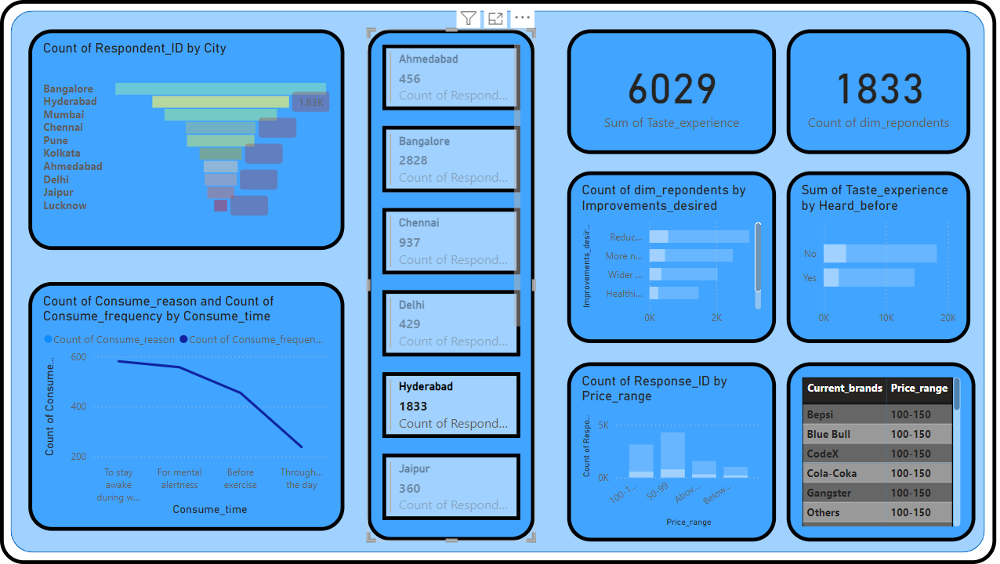 Count of Respondent_ID by City
Bangalore
Hyderabad
1.83K
Mumbai
Chennai
Pune
Kolkata
Ahmedabad
Delhi
Jaipur
Lucknow
Count of Consume_reason and Count of
Consume_frequency by Consume_time
Count of Consume_reason Count of Consume_frequen...
Count of Consume...
600
400
200
To stay
awake
during w...
For mental
alertness
Before
exercise
Through...
the day
Consume_time
Ahmedabad
456
Count of Respond...
Bangalore
2828
Count of Respond...
Chennai
937
Count of Respond...
Delhi
429
Count of Respond...
Hyderabad
1833
Count of Respond...
Jaipur
360
Count of Respond...
6029
Sum of Taste_experience
1833
Count of dim_repondents
Count of dim_repondents by
Improvements_desired
Improvements_desir...
Reduc...
More n...
Wider ...
Healthi...
0K 2K
Sum of Taste_experience
by Heard_before
No
Yes
0K 10K 20K
Count of Response_ID by
Price_range
Count of Respo...
5K
0K
100-1... 50-99 Abov... Below...
Price_range
Current_brands Price_range
Bepsi 100-150
Blue Bull 100-150
CodeX 100-150
Cola-Coka 100-150
Gangster 100-150
Others 100-150